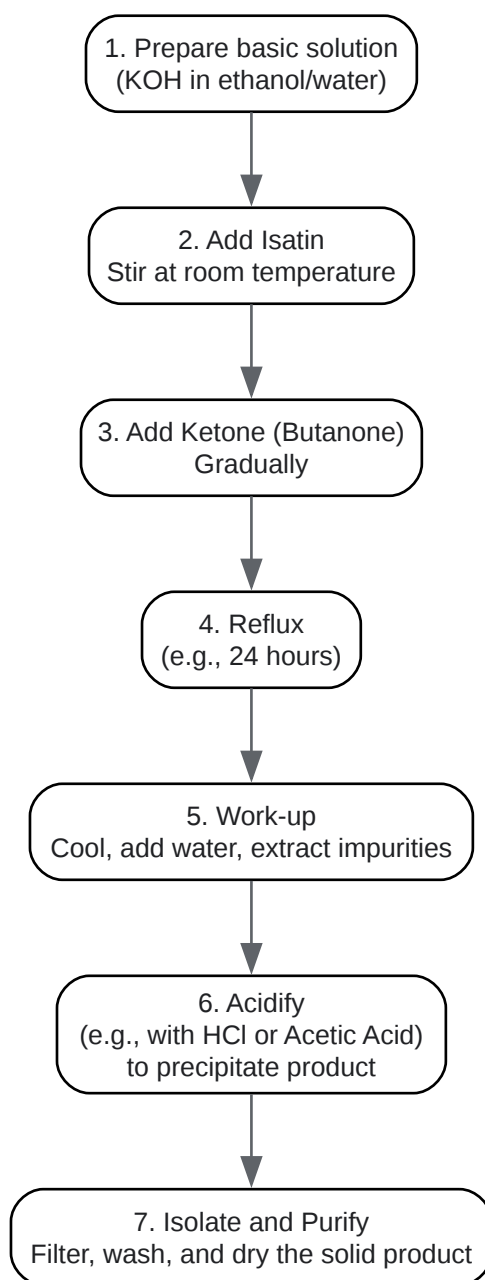 1. Prepare basic solution
(KOH in ethanol/water)
2. Add Isatin
Stir at room temperature
3. Add Ketone (Butanone)
Gradually
4. Reflux
(e.g., 24 hours)
5. Work-up
Cool, add water, extract impurities
6. Acidify
(e.g., with HCl or Acetic Acid)
to precipitate product
7. Isolate and Purify
Filter, wash, and dry the solid product